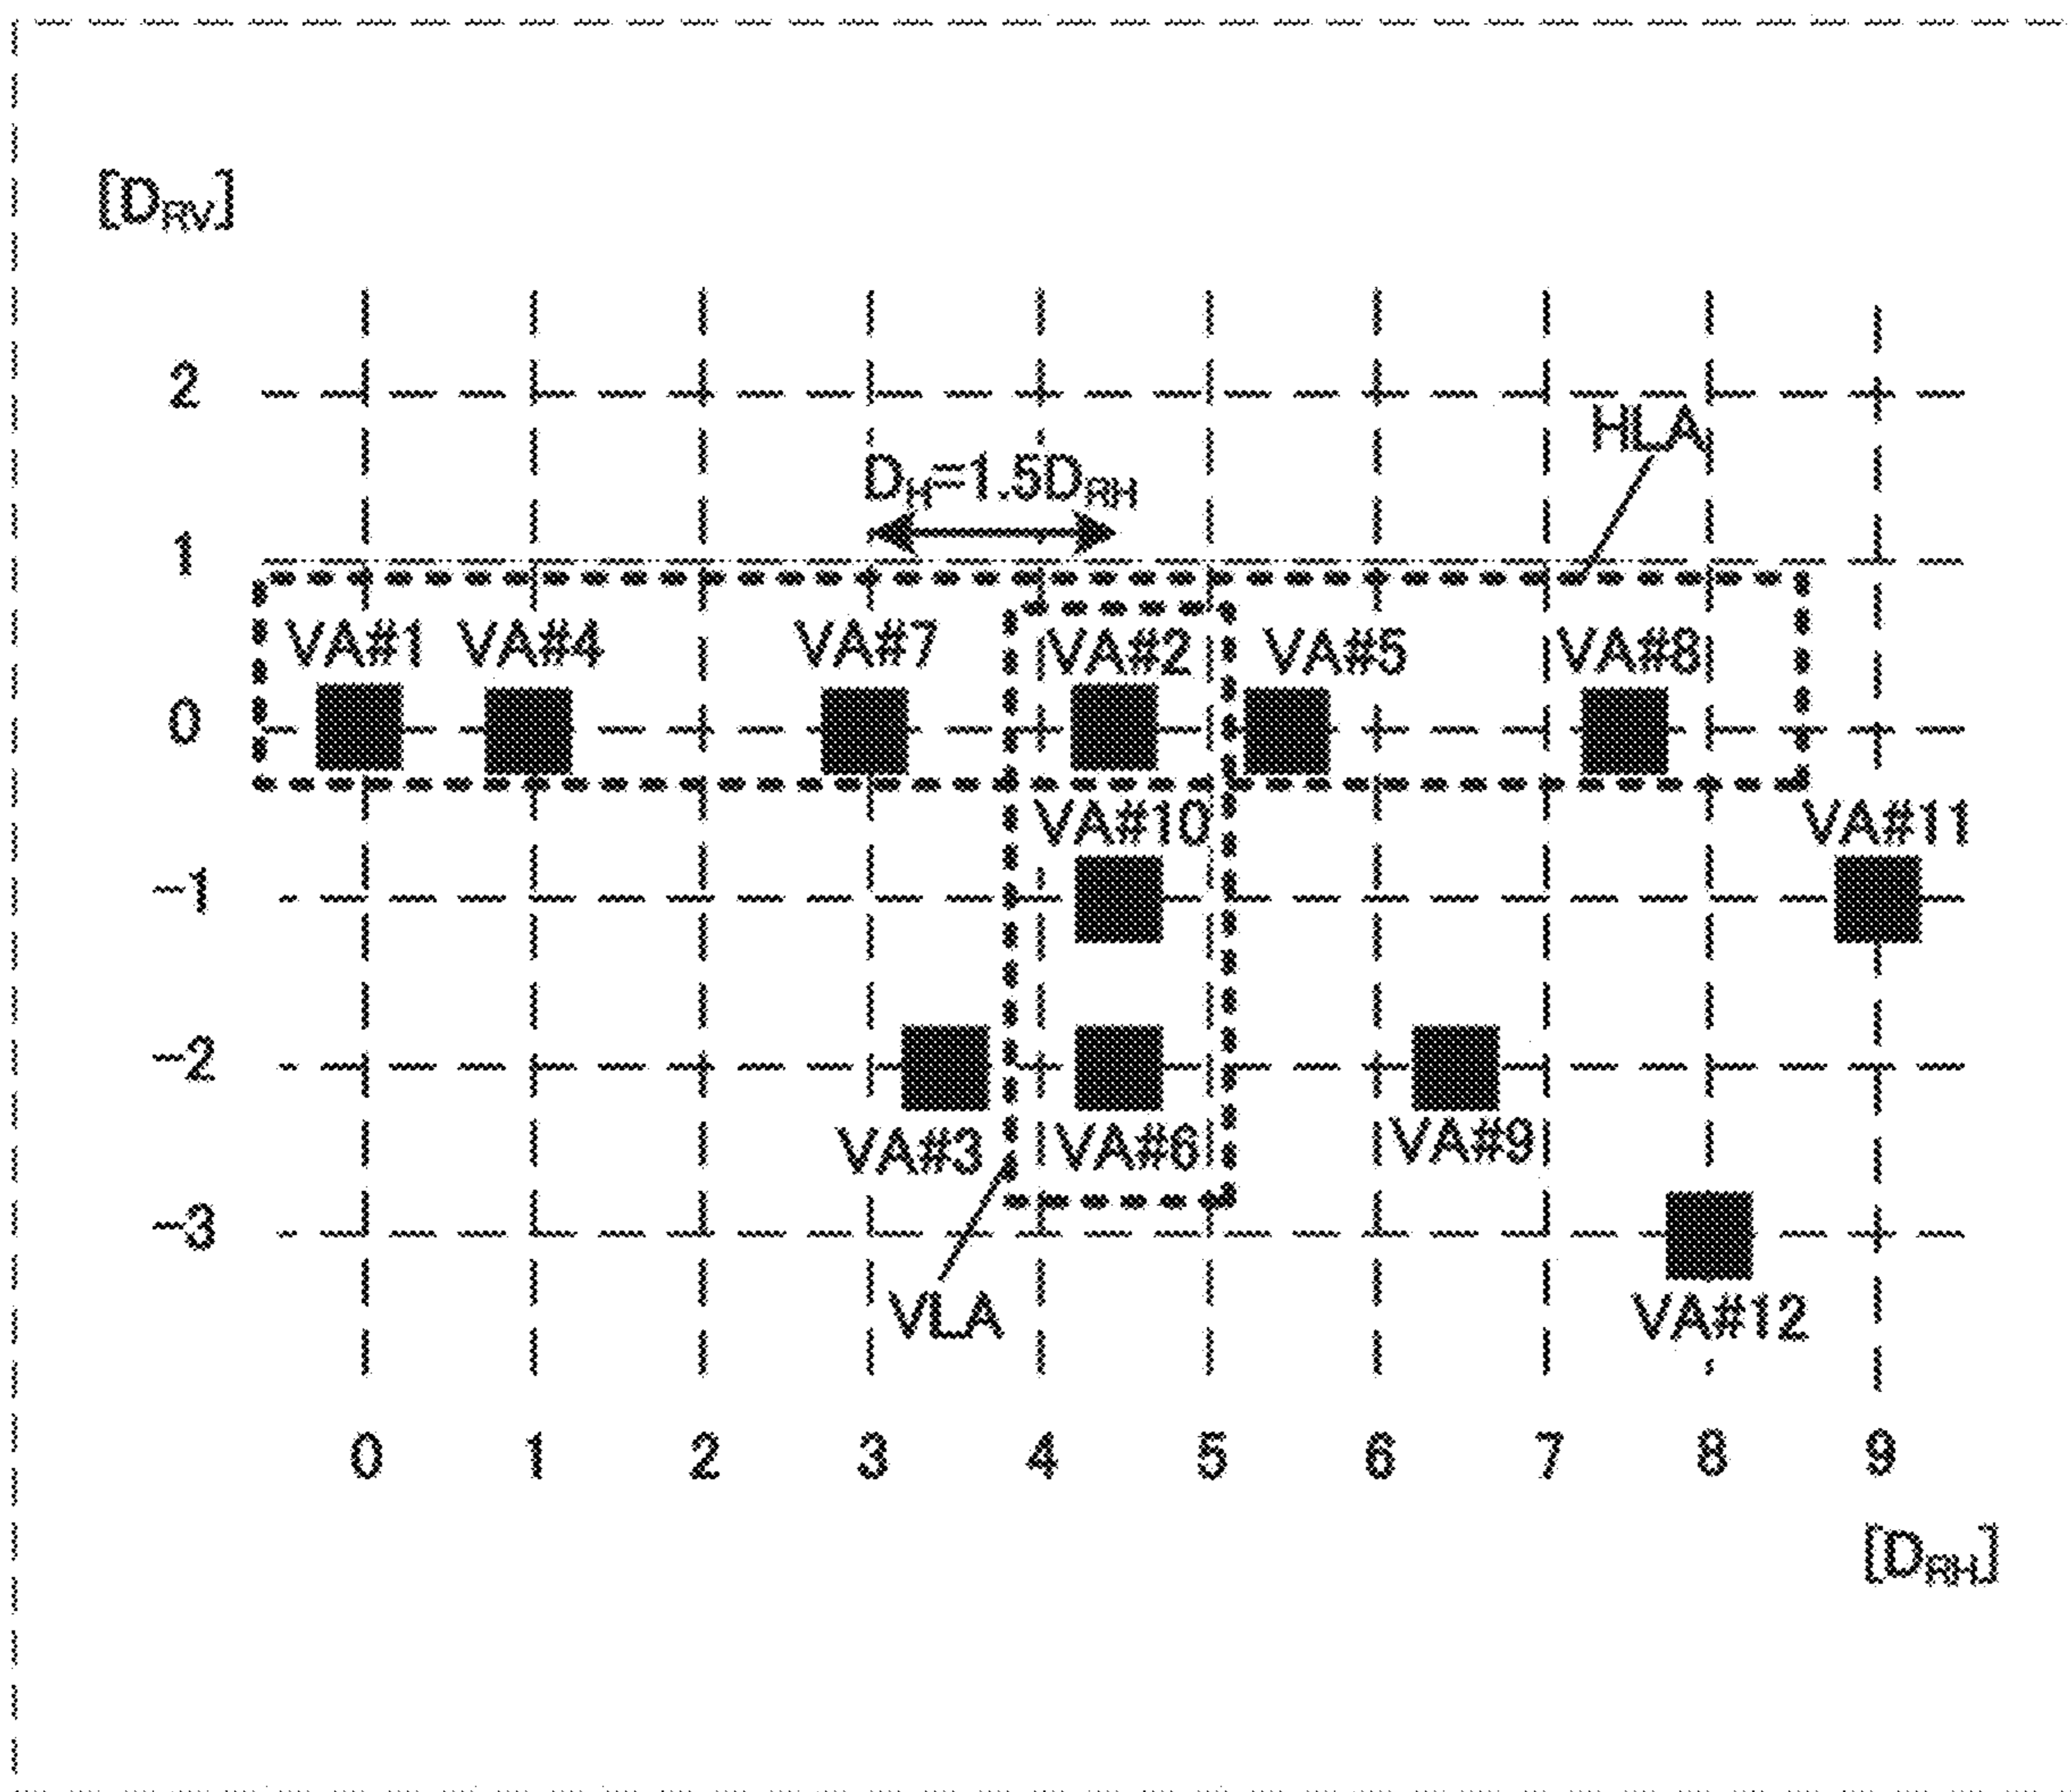 [DRV]
2
HLA
DH=1.5DRH
1
VA#1 VA#4 VA#7 VA#2 VA#5 VA#8
0
VA#10 VA#11
-1
-2
VA#3 VA#6 VA#9
-3
VLA VA#12
0 1 2 3 4 5 6 7 8 9
[DRH]